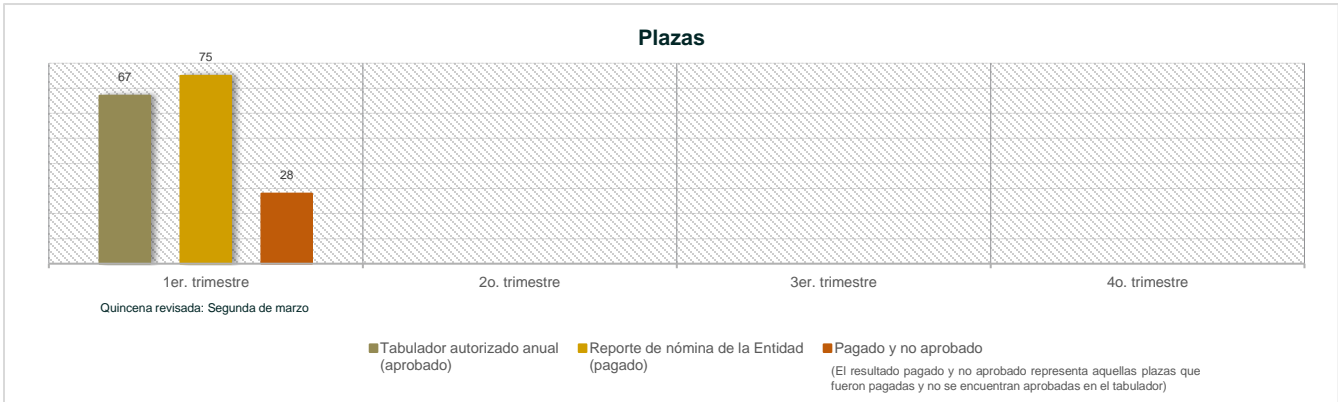 Plazas
67
75
28
1er. trimestre
2o. trimestre
3er. trimestre
4o. trimestre
Quincena revisada: Segunda de marzo
Tabulador autorizado anual
(aprobado)
Reporte de nómina de la Entidad
(pagado)
Pagado y no aprobado
(El resultado pagado y no aprobado representa aquellas plazas que
fueron pagadas y no se encuentran aprobadas en el tabulador)